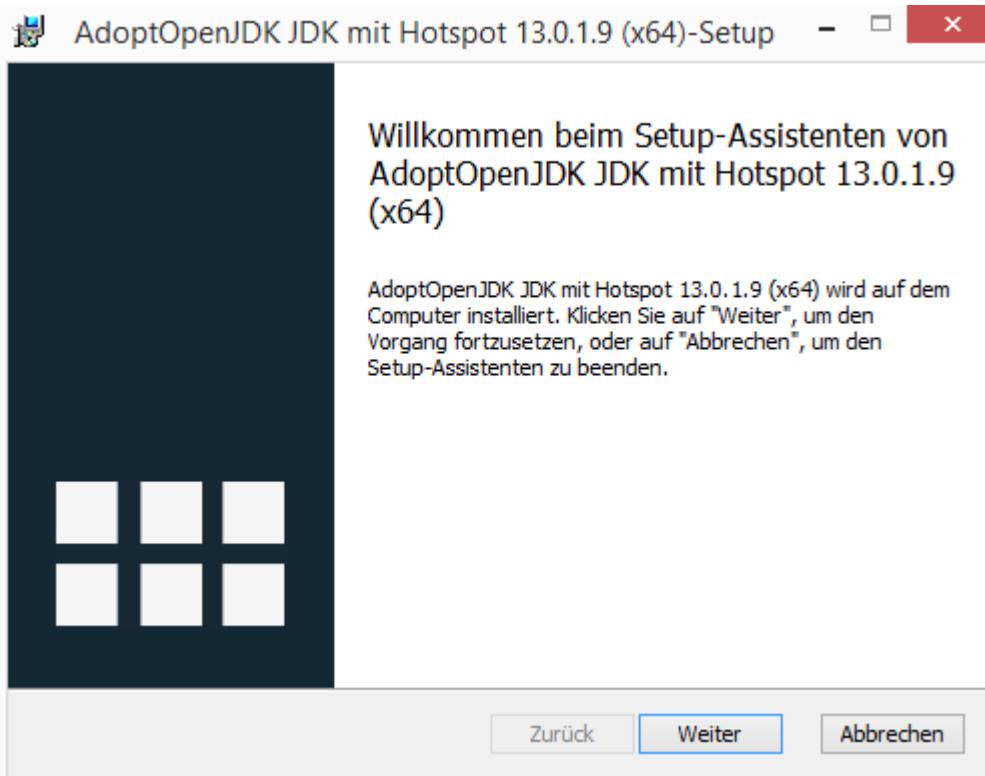 AdoptOpenJDK JDK mit Hotspot 13.0.1.9 (x64)-Setup
Willkommen beim Setup-Assistenten von
AdoptOpenJDK JDK mit Hotspot 13.0.1.9
(x64)
AdoptOpenJDK JDK mit Hotspot 13.0.1.9 (x64) wird auf dem
Computer installiert. Klicken Sie auf "Weiter", um den
Vorgang fortzusetzen, oder auf "Abbrechen", um den
Setup-Assistenten zu beenden.
Zurück Weiter Abbrechen